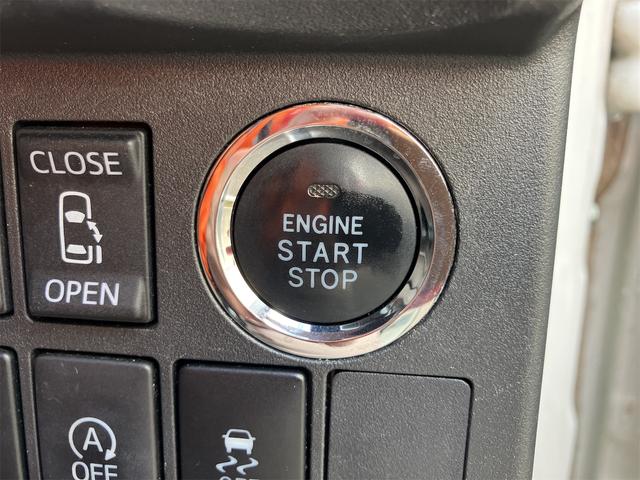 CLOSE
OPEN
ENGINE
START
STOP
A
OFF